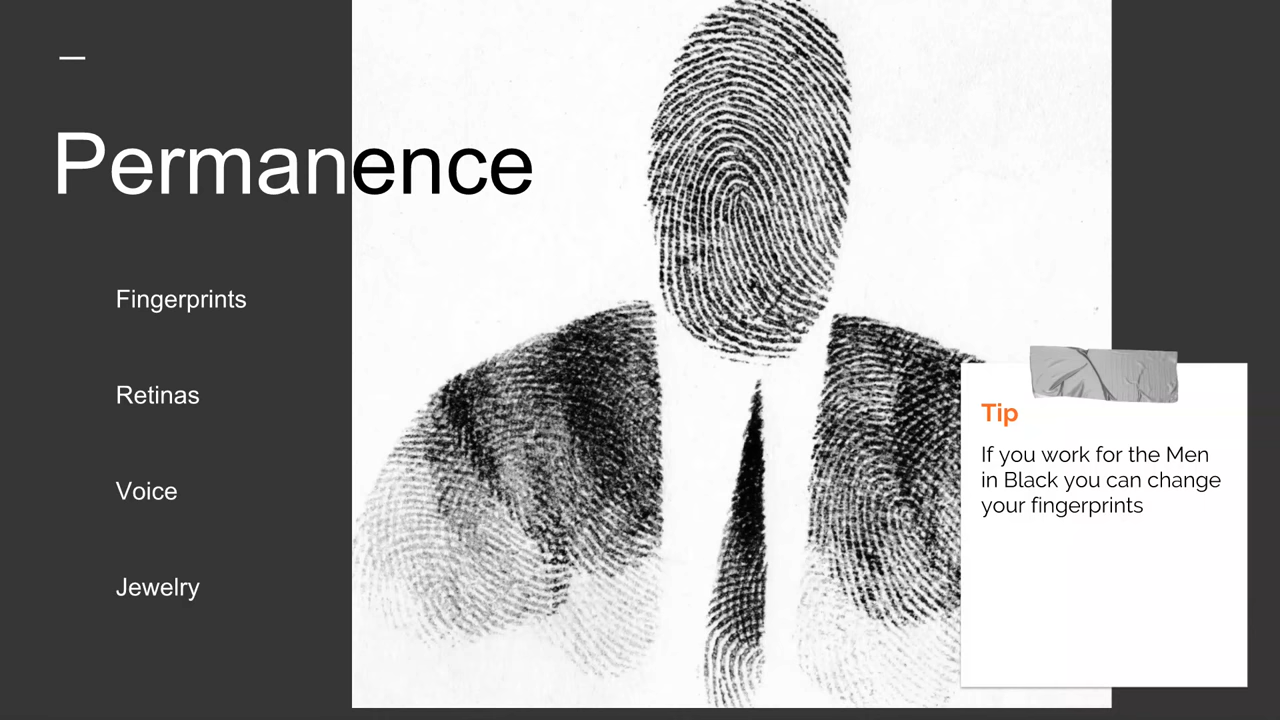 Permanence
Fingerprints
Retinas
Voice
Jewelry
Tip
If you work for the Men
in Black you can change
your fingerprints